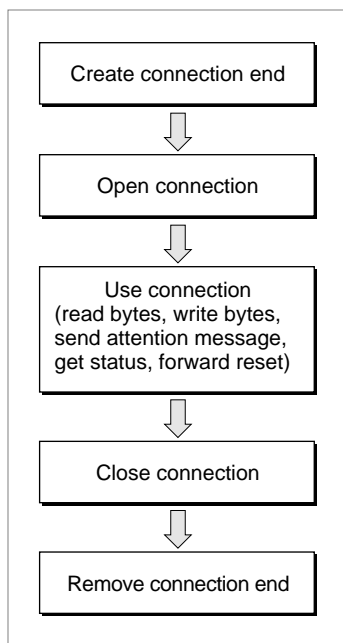 Create connection end
Open connection
Use connection
(read bytes, write bytes,
send attention message,
get status, forward reset)
Close connection
Remove connection end